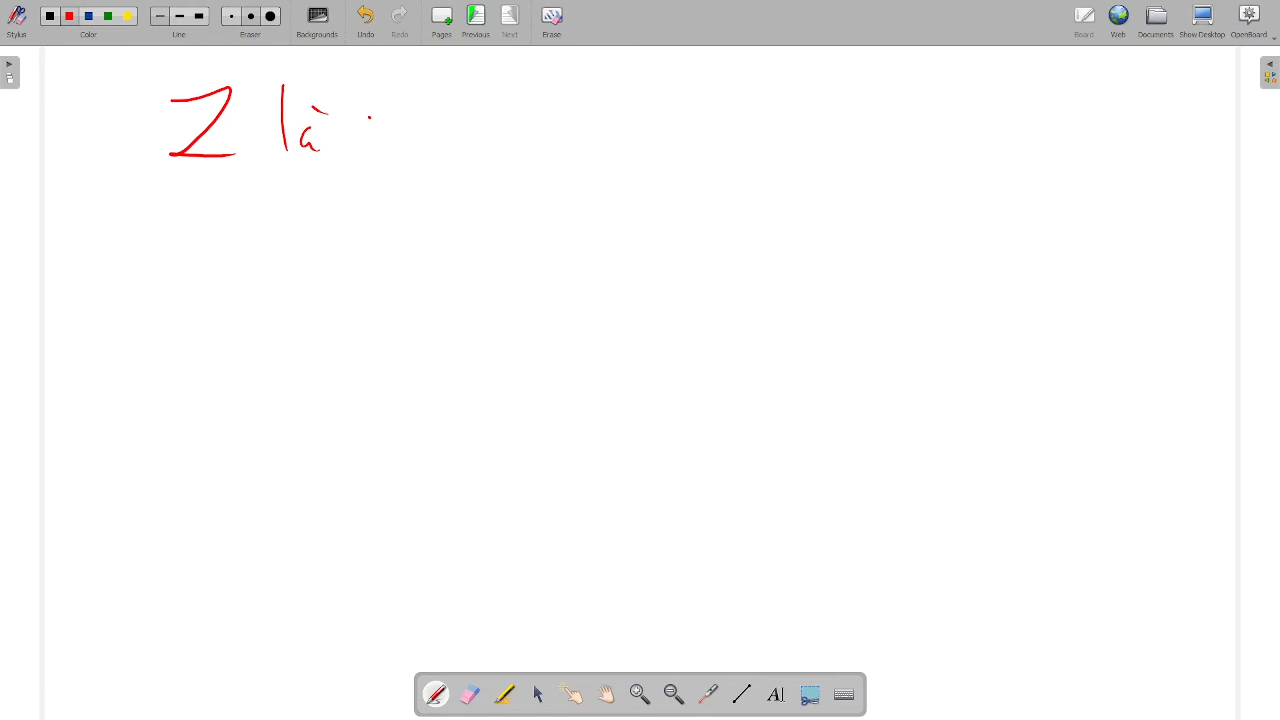 Stylus Color Line Eraser Backgrounds Undo Redo Pages Previous Next Erase Board Web Documents Show Desktop OpenBoard
Z là